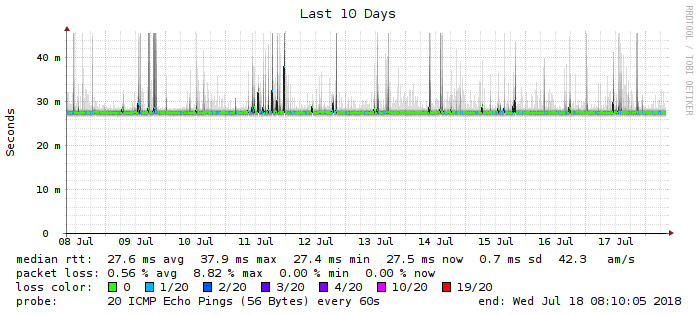 Last 10 Days
RRDTOOL / TOBI OETIKER
Seconds
40 m
30 m
20 m
10 m
0
08 Jul 09 Jul 10 Jul 11 Jul 12 Jul 13 Jul 14 Jul 15 Jul 16 Jul 17 Jul
median rtt: 27.6 ms avg 37.9 ms max 27.4 ms min 27.5 ms now 0.7 ms sd 42.3 am/s
packet loss: 0.56 % avg 8.82 % max 0.00 % min 0.00 % now
loss color: 0 1/20 2/20 3/20 4/20 10/20 19/20
probe: 20 ICMP Echo Pings (56 Bytes) every 60s end: Wed Jul 18 08:10:05 2018